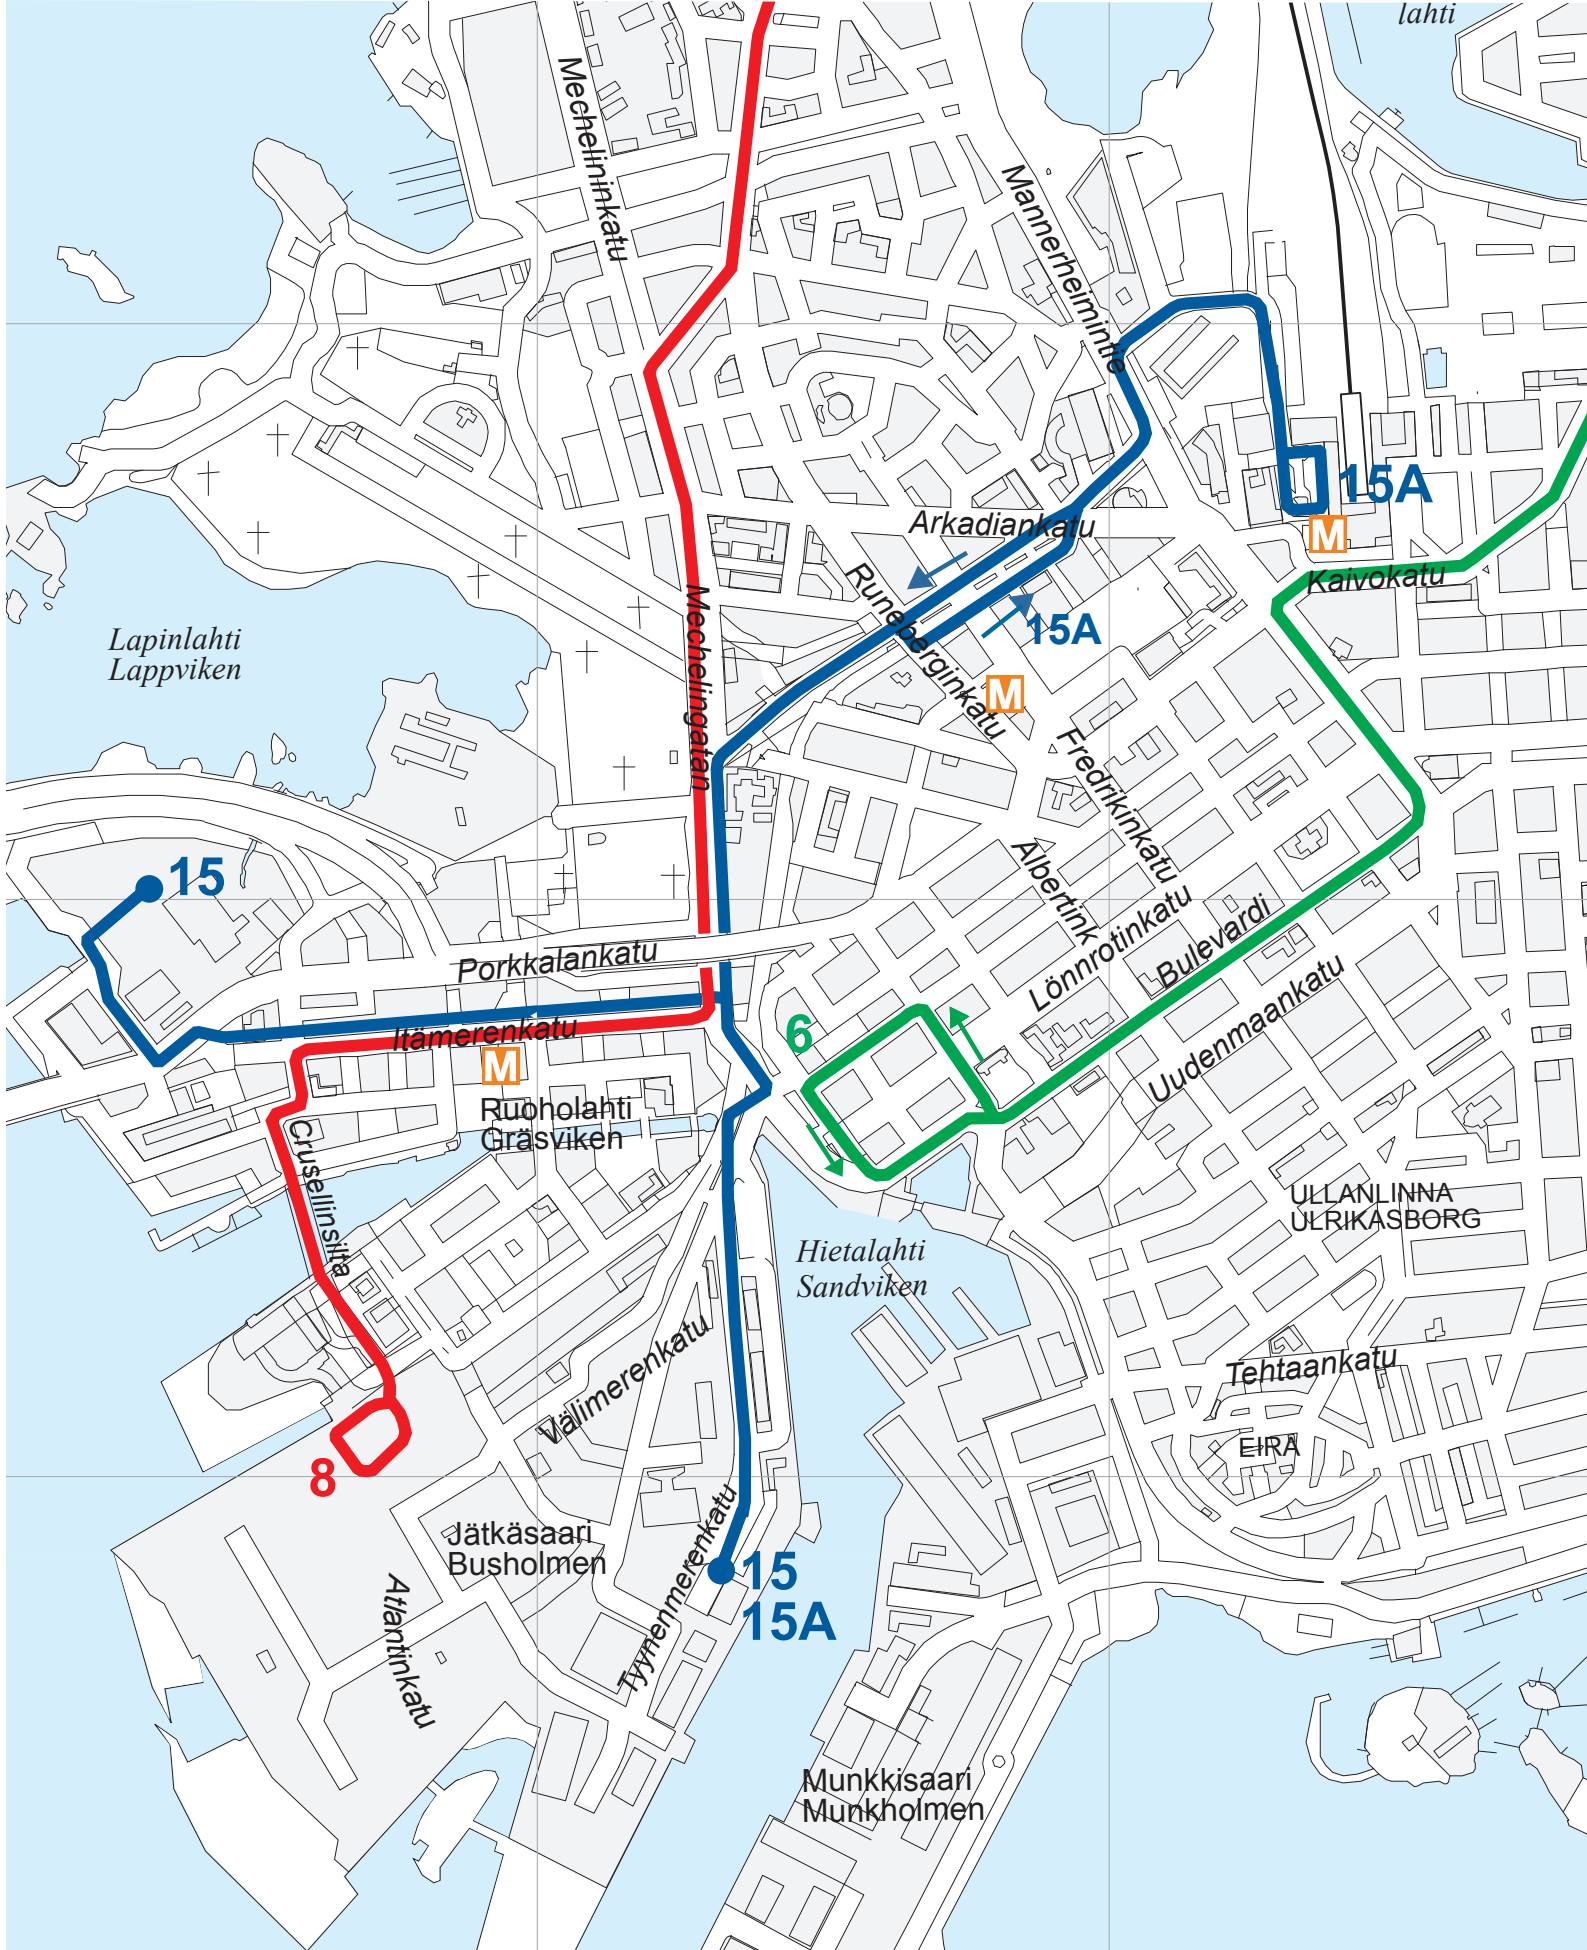 lahti
Mechelininkatu
Mannerheimintie
15A
Arkadiankatu
M
Kaivokatu
Runeberginkatu
Mechelingatan
15A
Lapinlahti
Lappviken
M
Fredrikinkatu
Albertink
15
Lönnrotinkatu
Bulevardi
Porkkalankatu
Uudenmaankatu
6
Itämerenkatu
M
Ruoholahti
Gräsviken
Crusellinsilta
ULLANLINNA
ULRIKASBORG
Hietalahti
Sandviken
Välimerenkatu
Tehtaankatu
EIRA
8
Tyynenmerenkatu
Jätkäsaari
Busholmen
15
15A
Atlantinkatu
Munkkisaari
Munkholmen